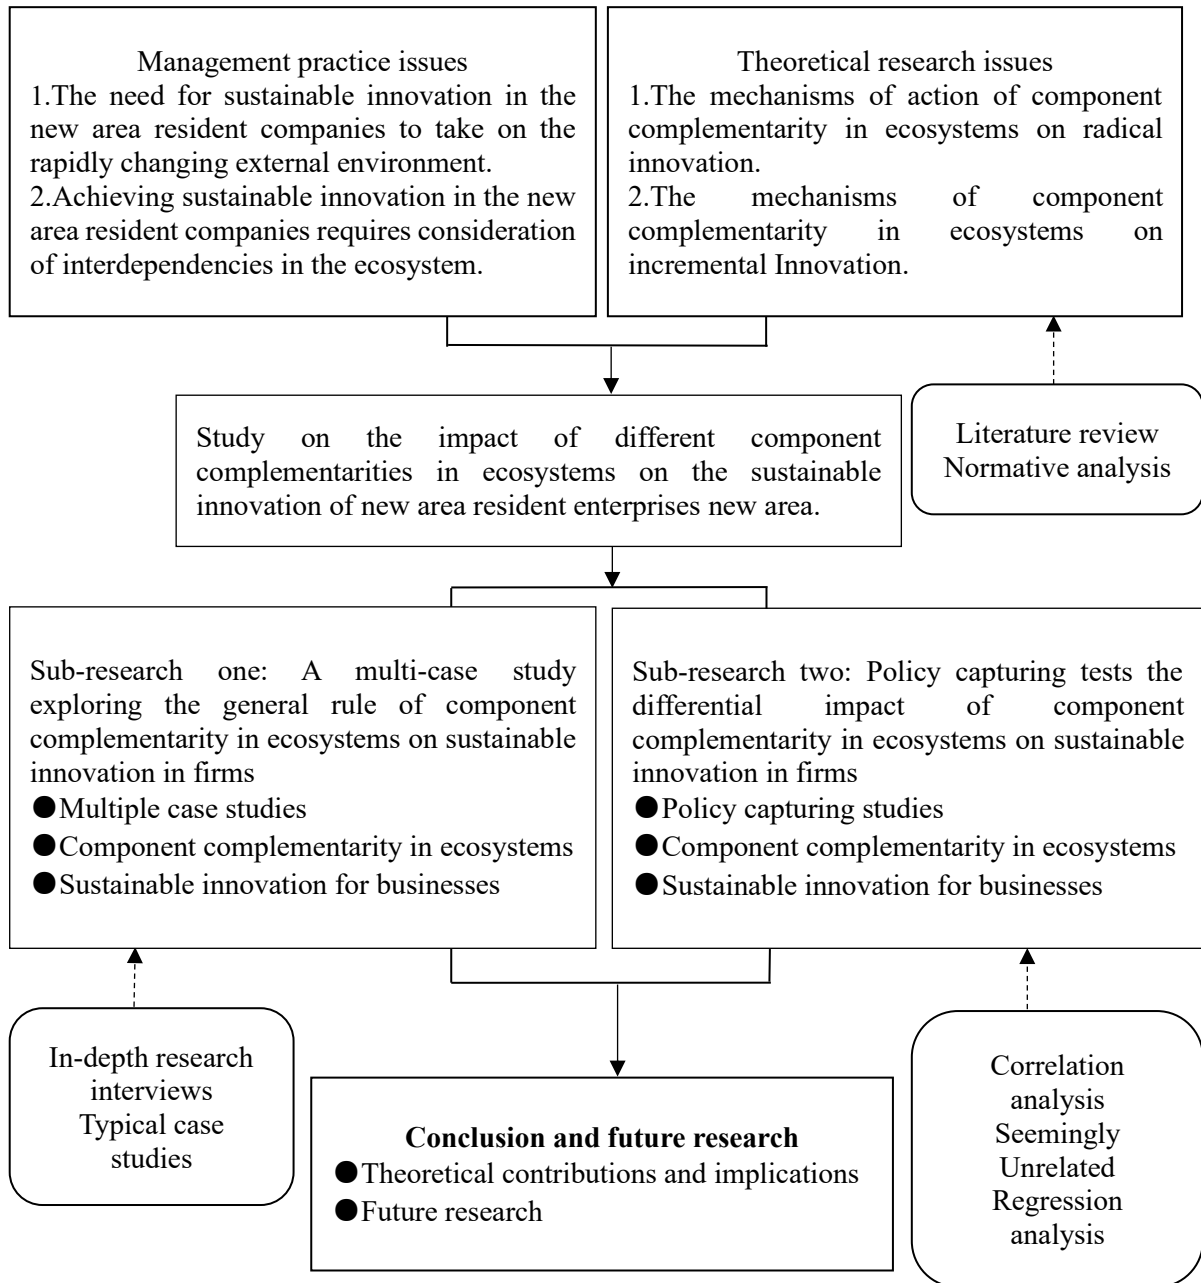 Management practice issues
1.The need for sustainable innovation in the
new area resident companies to take on the
rapidly changing external environment.
2.Achieving sustainable innovation in the new
area resident companies requires consideration
of interdependencies in the ecosystem.
Theoretical research issues
1.The mechanisms of action of component
complementarity in ecosystems on radical
innovation.
2.The mechanisms of component
complementarity in ecosystems on
incremental Innovation.
Literature review
Normative analysis
Study on the impact of different component
complementarities in ecosystems on the sustainable
innovation of new area resident enterprises new area.
Sub-research one: A multi-case study
exploring the general rule of component
complementarity in ecosystems on sustainable
innovation in firms
●Multiple case studies
●Component complementarity in ecosystems
●Sustainable innovation for businesses
Sub-research two: Policy capturing tests the
differential impact of component
complementarity in ecosystems on sustainable
innovation in firms
●Policy capturing studies
●Component complementarity in ecosystems
●Sustainable innovation for businesses
In-depth research
interviews
Typical case
studies
Conclusion and future research
●Theoretical contributions and implications
●Future research
Correlation
analysis
Seemingly
Unrelated
Regression
analysis